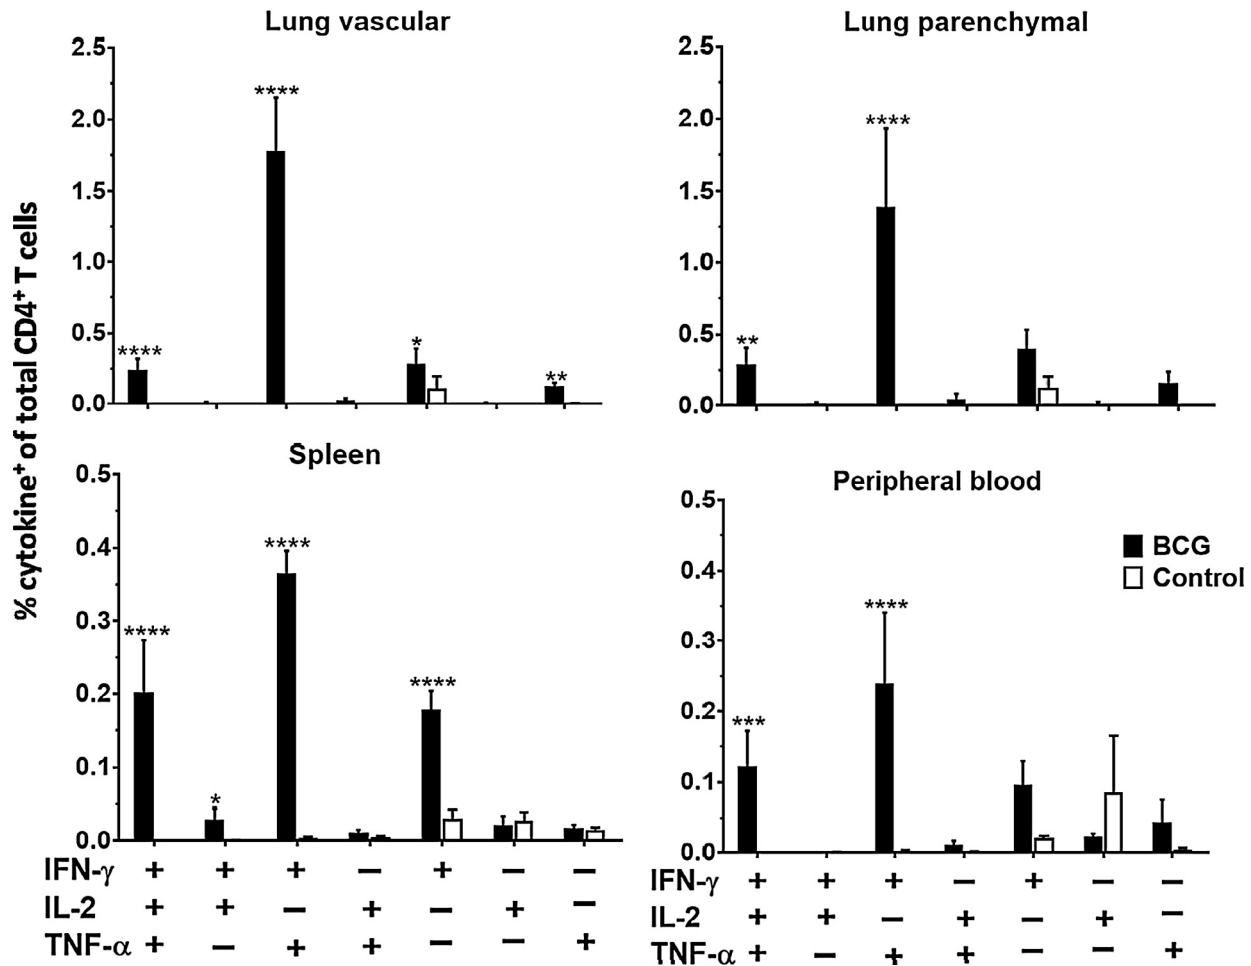 Lung vascular
Lung parenchymal
% cytokine⁺ of total CD4⁺ T cells
2.5
2.0
1.5
1.0
0.5
0.0
****
****
*
**
2.5
2.0
1.5
1.0
0.5
0.0
**
****
Spleen
Peripheral blood
0.5
0.4
0.3
0.2
0.1
0.0
****
*
****
****
0.5
0.4
0.3
0.2
0.1
0.0
***
****
BCG
Control
IFN-γ + + + − + − −
IL-2 + + − + − + −
TNF-α + − + + − − +
IFN-γ + + + − + − −
IL-2 + + − + − + −
TNF-α + − + + − − +